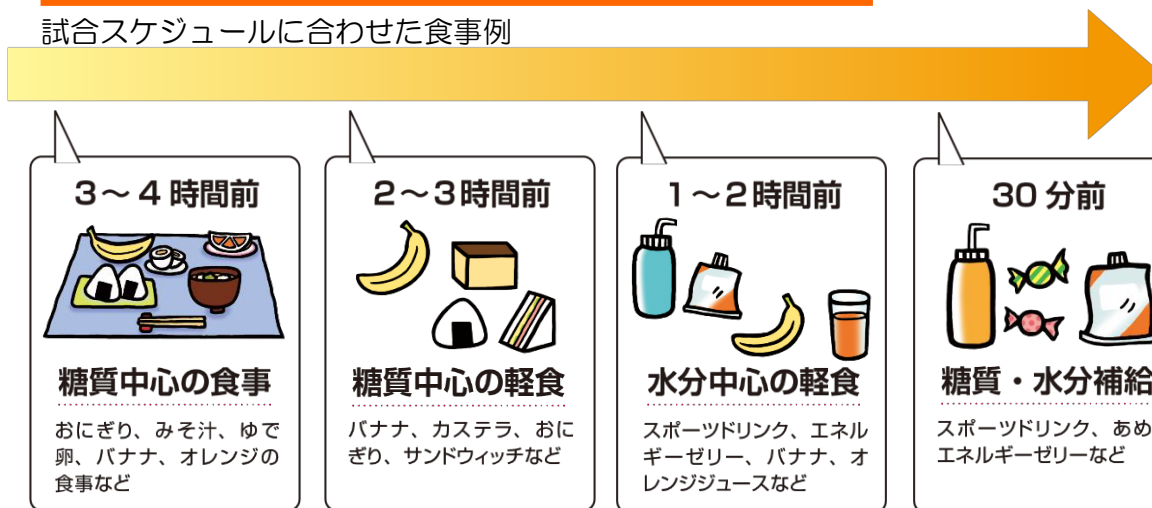 試合スケジュールに合わせた食事例
3～4時間前
糖質中心の食事
おにぎり、みそ汁、ゆで
卵、バナナ、オレンジの
食事など
2～3時間前
糖質中心の軽食
バナナ、カステラ、おに
ぎり、サンドウィッチなど
1～2時間前
水分中心の軽食
スポーツドリンク、エネル
ギーゼリー、バナナ、オ
レンジジュースなど
30分前
糖質・水分補給
スポーツドリンク、あめ
エネルギーゼリーなど